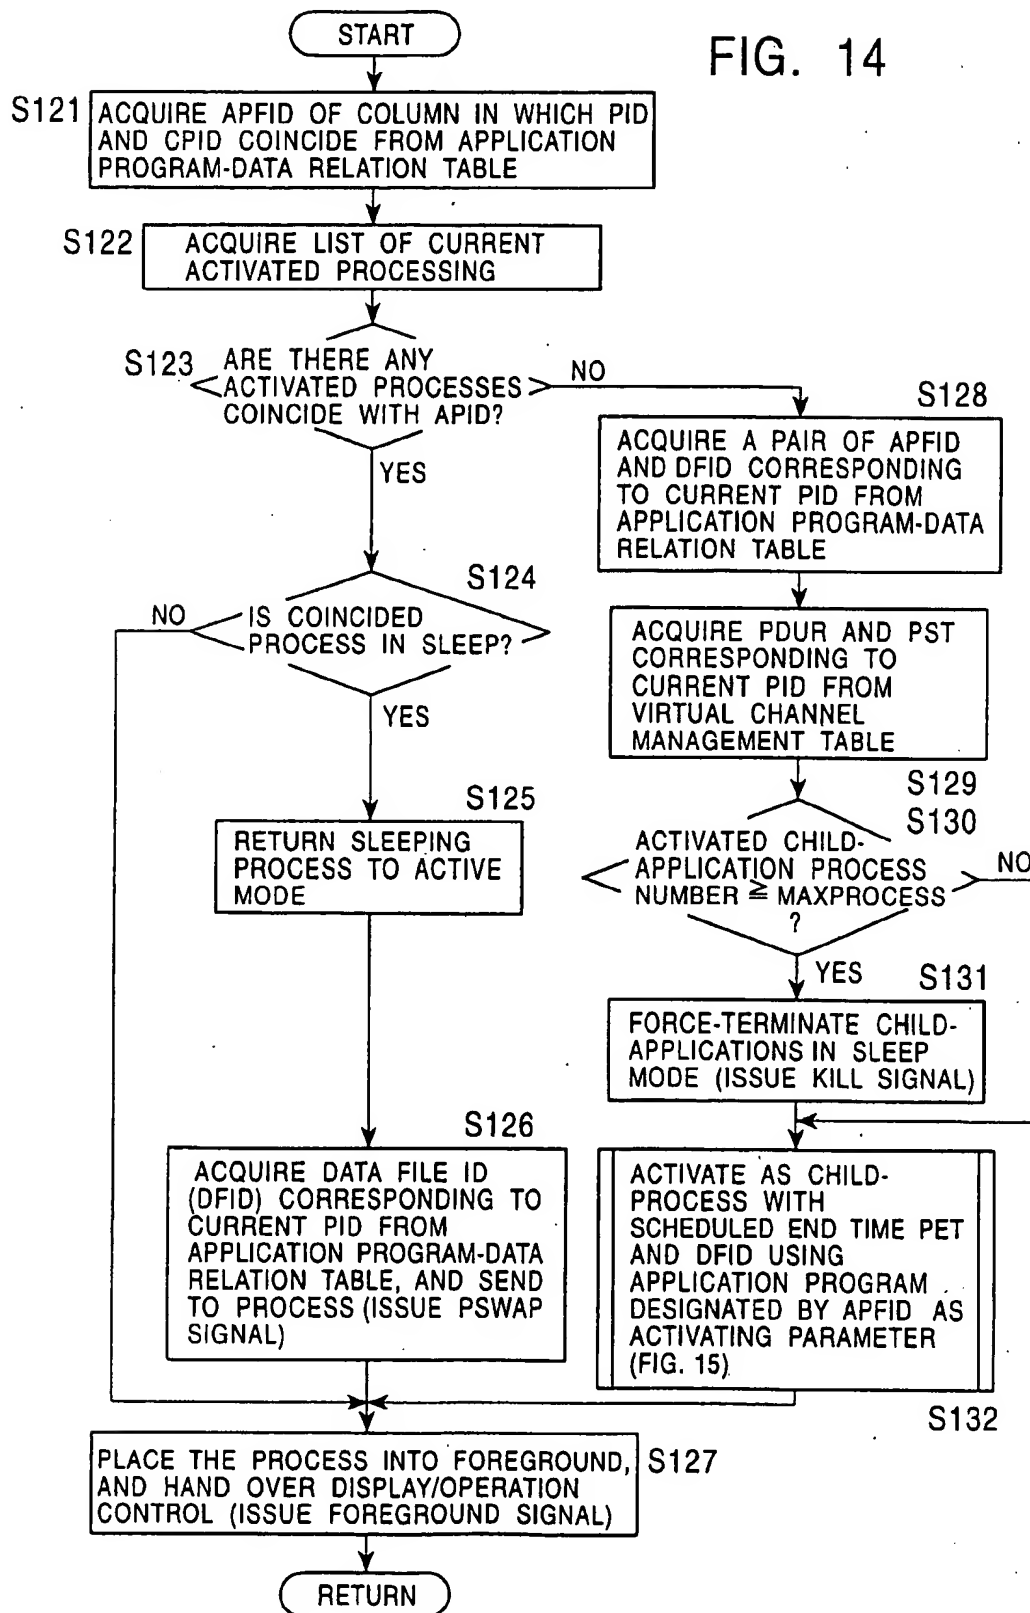 START
FIG. 14
S121
ACQUIRE APFID OF COLUMN IN WHICH PID
AND CPID COINCIDE FROM APPLICATION
PROGRAM-DATA RELATION TABLE
S122
ACQUIRE LIST OF CURRENT
ACTIVATED PROCESSING
S123
ARE THERE ANY
ACTIVATED PROCESSES
COINCIDE WITH APID?
NO
YES
S124
IS COINCIDED
PROCESS IN SLEEP?
NO
YES
S125
RETURN SLEEPING
PROCESS TO ACTIVE
MODE
S126
ACQUIRE DATA FILE ID
(DFID) CORRESPONDING TO
CURRENT PID FROM
APPLICATION PROGRAM-DATA
RELATION TABLE, AND SEND
TO PROCESS (ISSUE PSWAP
SIGNAL)
S128
ACQUIRE A PAIR OF APFID
AND DFID CORRESPONDING
TO CURRENT PID FROM
APPLICATION PROGRAM-DATA
RELATION TABLE
ACQUIRE PDUR AND PST
CORRESPONDING TO
CURRENT PID FROM
VIRTUAL CHANNEL
MANAGEMENT TABLE
S129
S130
ACTIVATED CHILD-
APPLICATION PROCESS
NUMBER ≧ MAXPROCESS
?
NO
YES
S131
FORCE-TERMINATE CHILD-
APPLICATIONS IN SLEEP
MODE (ISSUE KILL SIGNAL)
ACTIVATE AS CHILD-
PROCESS WITH
SCHEDULED END TIME PET
AND DFID USING
APPLICATION PROGRAM
DESIGNATED BY APFID AS
ACTIVATING PARAMETER
(FIG. 15)
S132
PLACE THE PROCESS INTO FOREGROUND,
AND HAND OVER DISPLAY/OPERATION
CONTROL (ISSUE FOREGROUND SIGNAL)
S127
RETURN